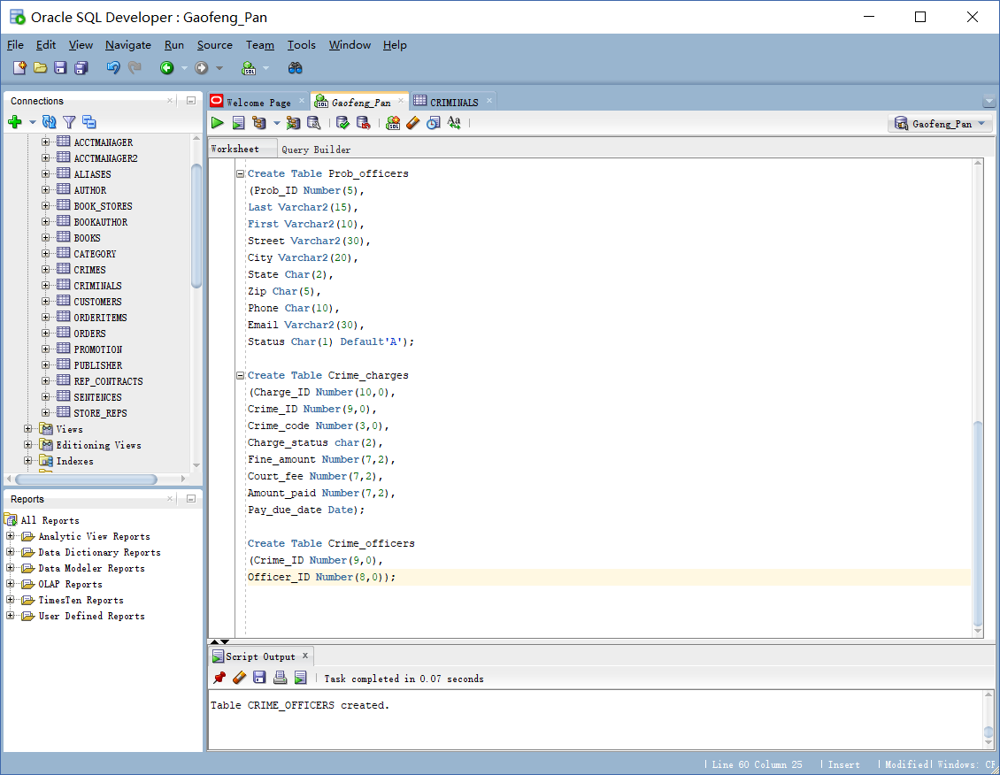 Oracle SQL Developer : Gaofeng_Pan
File Edit View Navigate Run Source Team Tools Window Help
Connections
ACCTMANAGER
ACCTMANAGER2
ALIASES
AUTHOR
BOOK_STORES
BOOKAUTHOR
BOOKS
CATEGORY
CRIMES
CRIMINALS
CUSTOMERS
ORDERITEMS
ORDERS
PROMOTION
PUBLISHER
REP_CONTRACTS
SENTENCES
STORE_REPS
Views
Editioning Views
Indexes
Reports
All Reports
Analytic View Reports
Data Dictionary Reports
Data Modeler Reports
OLAP Reports
TimesTen Reports
User Defined Reports
Welcome Page Gaofeng_Pan CRIMINALS
Gaofeng_Pan
Worksheet Query Builder
Create Table Prob_officers
(Prob_ID Number(5),
Last Varchar2(15),
First Varchar2(10),
Street Varchar2(30),
City Varchar2(20),
State Char(2),
Zip Char(5),
Phone Char(10),
Email Varchar2(30),
Status Char(1) Default'A');
Create Table Crime_charges
(Charge_ID Number(10,0),
Crime_ID Number(9,0),
Crime_code Number(3,0),
Charge_status char(2),
Fine_amount Number(7,2),
Court_fee Number(7,2),
Amount_paid Number(7,2),
Pay_due_date Date);
Create Table Crime_officers
(Crime_ID Number(9,0),
Officer_ID Number(8,0));
Script Output
Task completed in 0.07 seconds
Table CRIME_OFFICERS created.
Line 60 Column 25 | Insert | Modified| Windows: CR